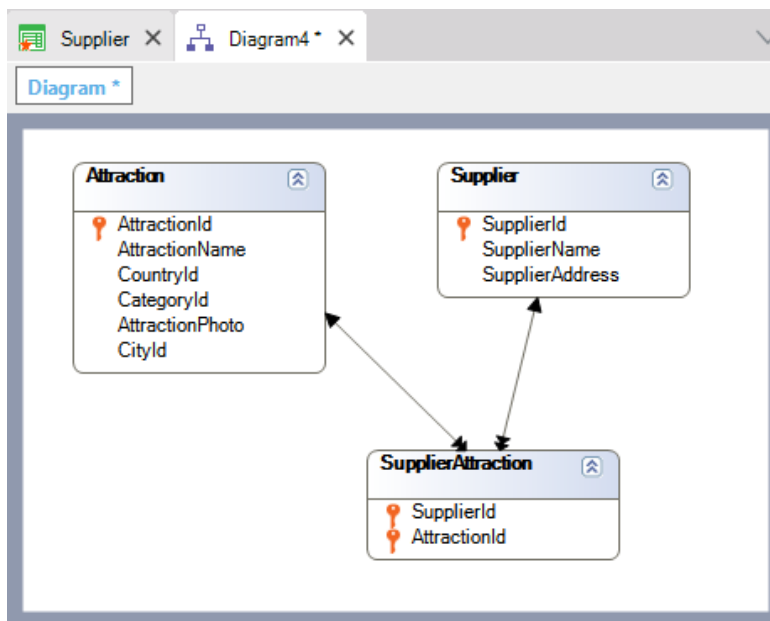 Supplier
Diagram4 *
Diagram *
Attraction
AttractionId
AttractionName
CountryId
CategoryId
AttractionPhoto
CityId
Supplier
SupplierId
SupplierName
SupplierAddress
SupplierAttraction
SupplierId
AttractionId